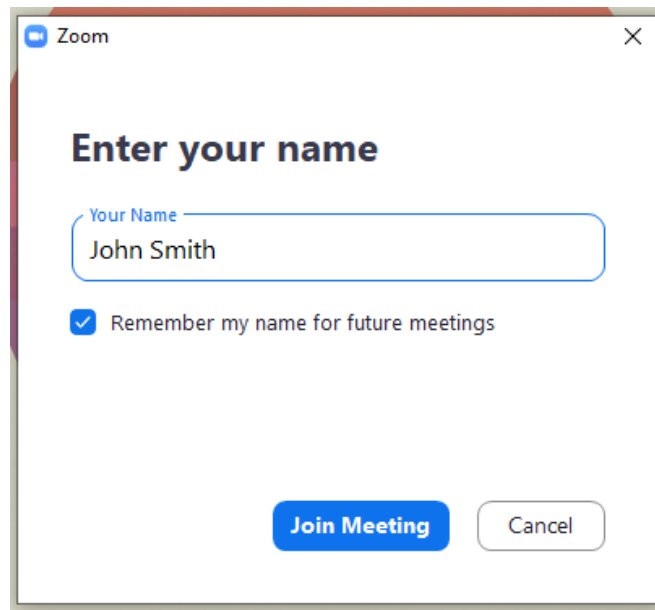 Zoom
Enter your name
Your Name
John Smith
Remember my name for future meetings
Join Meeting Cancel